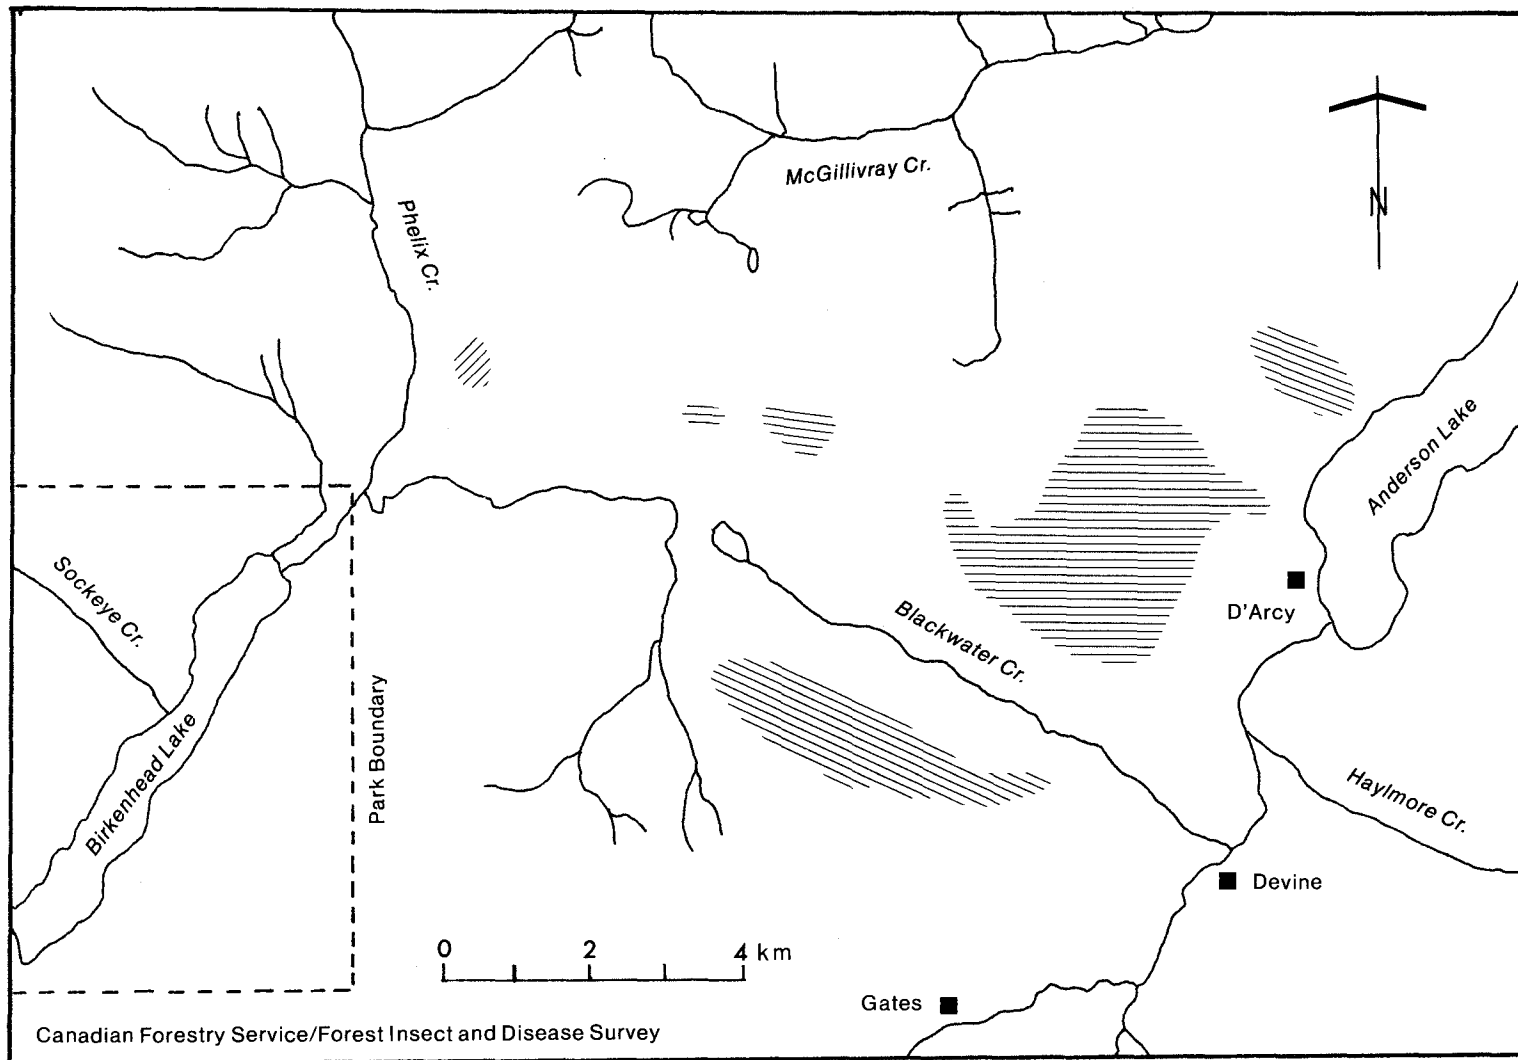 McGillivray Cr.
Phelix Cr.
N
Anderson Lake
Sockeye Cr.
D'Arcy
Blackwater Cr.
Park Boundary
Birkenhead Lake
Haylmore Cr.
Devine
0 2 4 km
Gates
Canadian Forestry Service/Forest Insect and Disease Survey